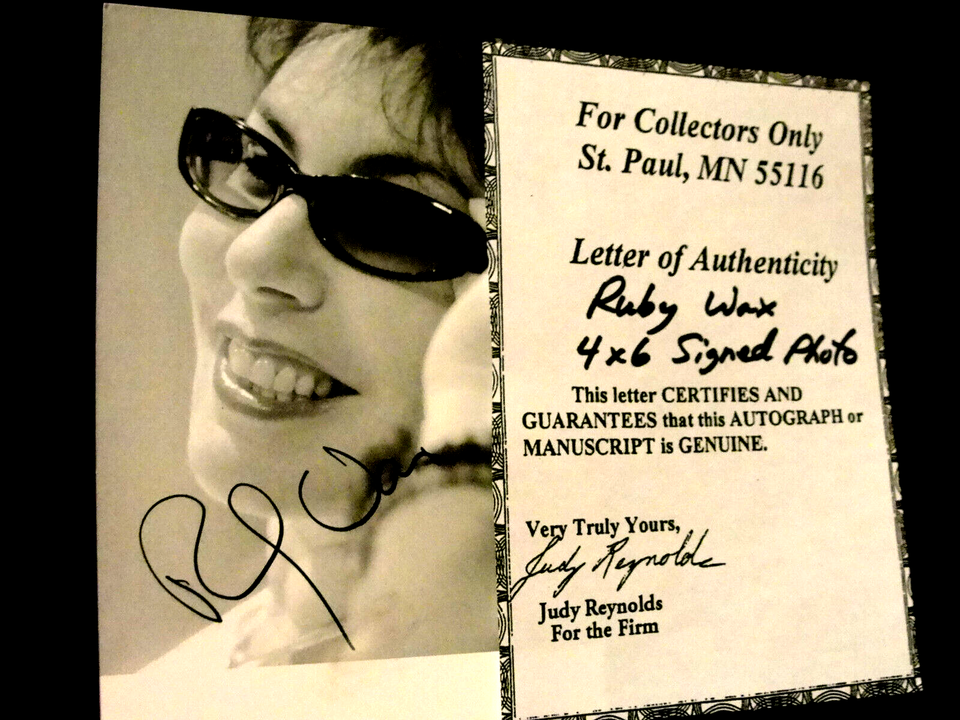 For Collectors Only
St. Paul, MN 55116
Letter of Authenticity
Ruby Wax
4x6 Signed Photo
This letter CERTIFIES AND
GUARANTEES that this AUTOGRAPH or
MANUSCRIPT is GENUINE.
Very Truly Yours,
Judy Reynolds
Judy Reynolds
For the Firm